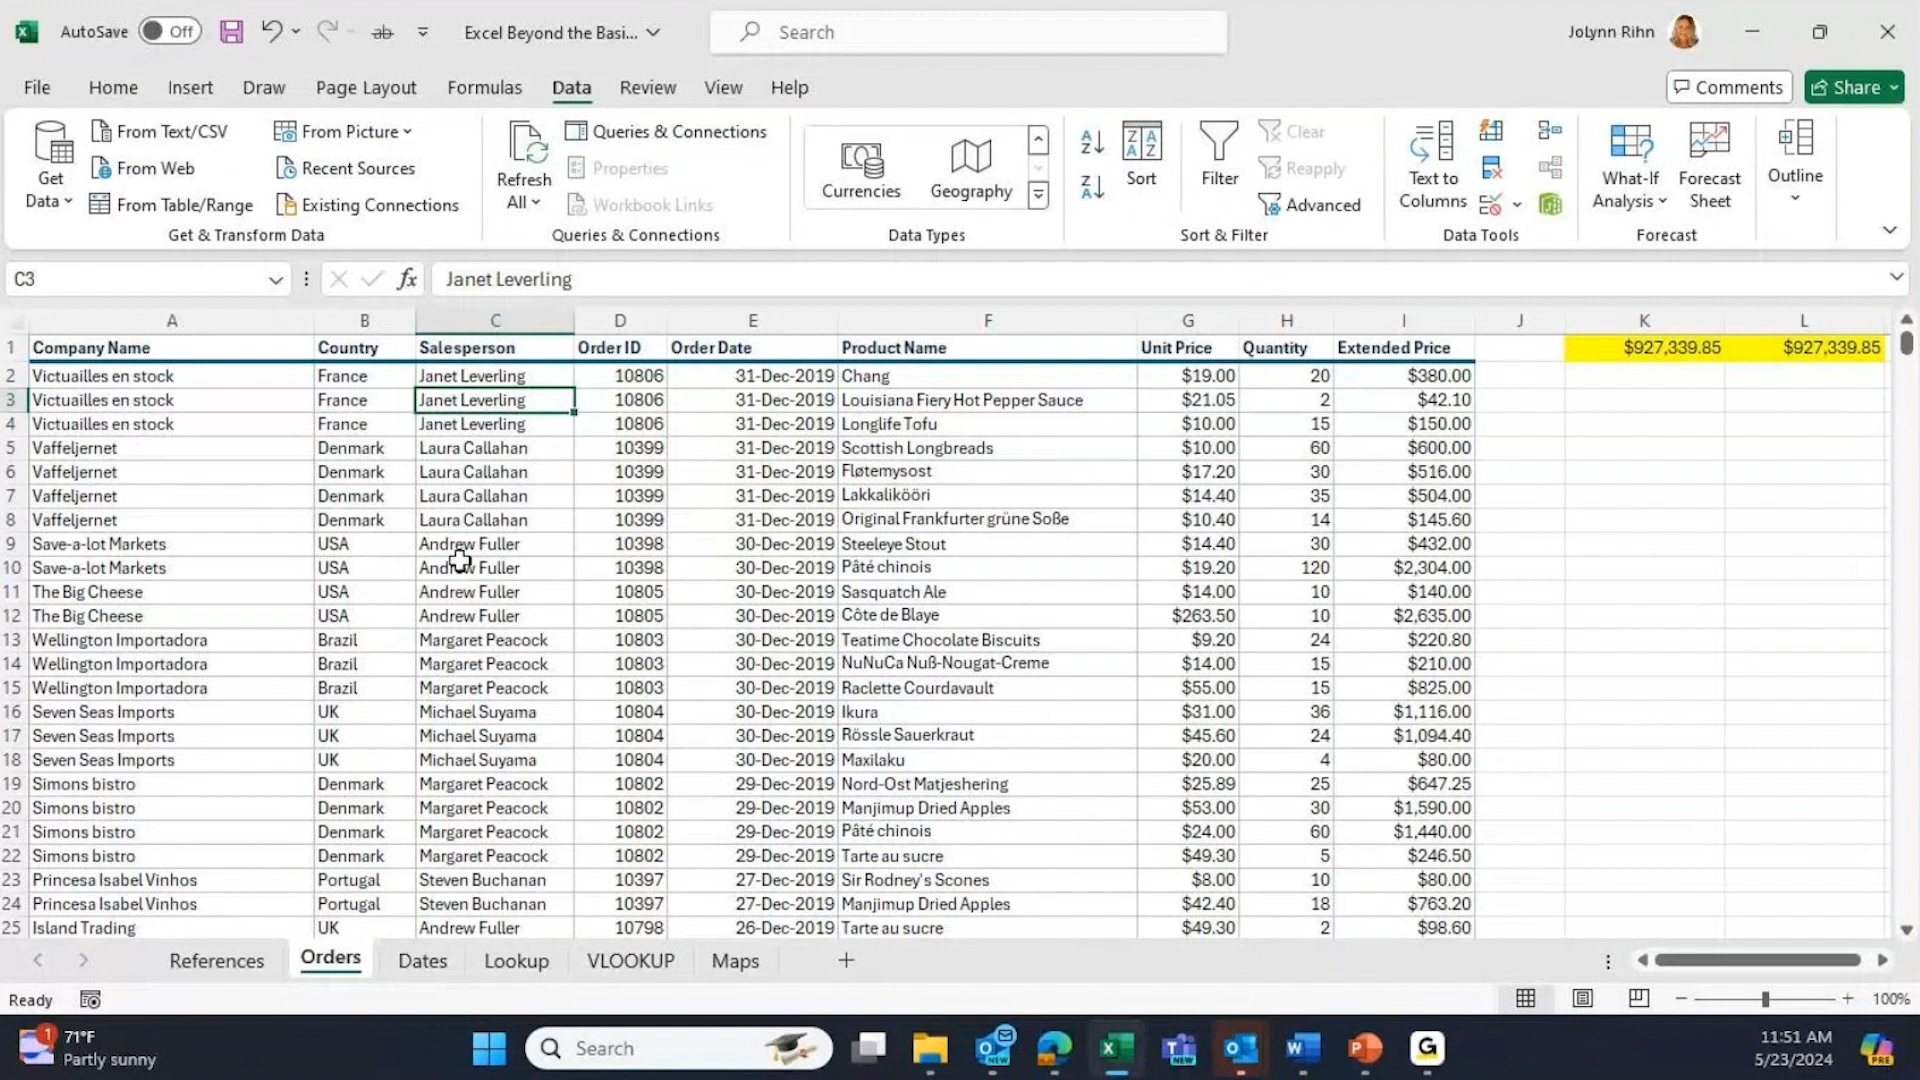 AutoSave Off ab Excel Beyond the Basi... Search Jolynn Rihn
File Home Insert Draw Page Layout Formulas Data Review View Help Comments Share
Get Data
From Text/CSV
From Web
From Table/Range
From Picture
Recent Sources
Existing Connections
Get & Transform Data
Refresh All
Queries & Connections
Properties
Workbook Links
Queries & Connections
Currencies Geography
Data Types
Sort
Filter
Clear
Reapply
Advanced
Sort & Filter
Text to Columns
Data Tools
What-If Analysis
Forecast Sheet
Forecast
Outline
C3 fx Janet Leverling
A B C D E F G H I J K L
1 Company Name Country Salesperson Order ID Order Date Product Name Unit Price Quantity Extended Price $927,339.85 $927,339.85
2 Victuailles en stock France Janet Leverling 10806 31-Dec-2019 Chang $19.00 20 $380.00
3 Victuailles en stock France Janet Leverling 10806 31-Dec-2019 Louisiana Fiery Hot Pepper Sauce $21.05 2 $42.10
4 Victuailles en stock France Janet Leverling 10806 31-Dec-2019 Longlife Tofu $10.00 15 $150.00
5 Vaffeljernet Denmark Laura Callahan 10399 31-Dec-2019 Scottish Longbreads $10.00 60 $600.00
6 Vaffeljernet Denmark Laura Callahan 10399 31-Dec-2019 Fløtemysost $17.20 30 $516.00
7 Vaffeljernet Denmark Laura Callahan 10399 31-Dec-2019 Lakkalikööri $14.40 35 $504.00
8 Vaffeljernet Denmark Laura Callahan 10399 31-Dec-2019 Original Frankfurter grüne Soße $10.40 14 $145.60
9 Save-a-lot Markets USA Andrew Fuller 10398 30-Dec-2019 Steeleye Stout $14.40 30 $432.00
10 Save-a-lot Markets USA Andrew Fuller 10398 30-Dec-2019 Pâté chinois $19.20 120 $2,304.00
11 The Big Cheese USA Andrew Fuller 10805 30-Dec-2019 Sasquatch Ale $14.00 10 $140.00
12 The Big Cheese USA Andrew Fuller 10805 30-Dec-2019 Côte de Blaye $263.50 10 $2,635.00
13 Wellington Importadora Brazil Margaret Peacock 10803 30-Dec-2019 Teatime Chocolate Biscuits $9.20 24 $220.80
14 Wellington Importadora Brazil Margaret Peacock 10803 30-Dec-2019 NuNuCa Nuß-Nougat-Creme $14.00 15 $210.00
15 Wellington Importadora Brazil Margaret Peacock 10803 30-Dec-2019 Raclette Courdavault $55.00 15 $825.00
16 Seven Seas Imports UK Michael Suyama 10804 30-Dec-2019 Ikura $31.00 36 $1,116.00
17 Seven Seas Imports UK Michael Suyama 10804 30-Dec-2019 Rössle Sauerkraut $45.60 24 $1,094.40
18 Seven Seas Imports UK Michael Suyama 10804 30-Dec-2019 Maxilaku $20.00 4 $80.00
19 Simons bistro Denmark Margaret Peacock 10802 29-Dec-2019 Nord-Ost Matjeshering $25.89 25 $647.25
20 Simons bistro Denmark Margaret Peacock 10802 29-Dec-2019 Manjimup Dried Apples $53.00 30 $1,590.00
21 Simons bistro Denmark Margaret Peacock 10802 29-Dec-2019 Pâté chinois $24.00 60 $1,440.00
22 Simons bistro Denmark Margaret Peacock 10802 29-Dec-2019 Tarte au sucre $49.30 5 $246.50
23 Princesa Isabel Vinhos Portugal Steven Buchanan 10397 27-Dec-2019 Sir Rodney's Scones $8.00 10 $80.00
24 Princesa Isabel Vinhos Portugal Steven Buchanan 10397 27-Dec-2019 Manjimup Dried Apples $42.40 18 $763.20
25 Island Trading UK Andrew Fuller 10798 26-Dec-2019 Tarte au sucre $49.30 2 $98.60
References Orders Dates Lookup VLOOKUP Maps
Ready 100%
1 71°F
Partly sunny
Search
NEW
NEW
PRE
11:51 AM
5/23/2024